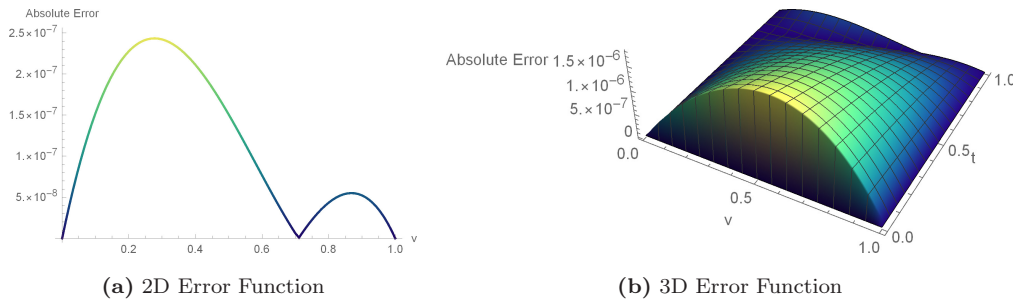 Absolute Error
2.5×10⁻⁷
2.×10⁻⁷
1.5×10⁻⁷
1.×10⁻⁷
5.×10⁻⁸
0.2 0.4 0.6 0.8 1.0 v
Absolute Error 1.5×10⁻⁶
1.×10⁻⁶
5.×10⁻⁷
0
0.0
0.5
v
1.0
0.0
0.5
t
1.0
(a) 2D Error Function
(b) 3D Error Function